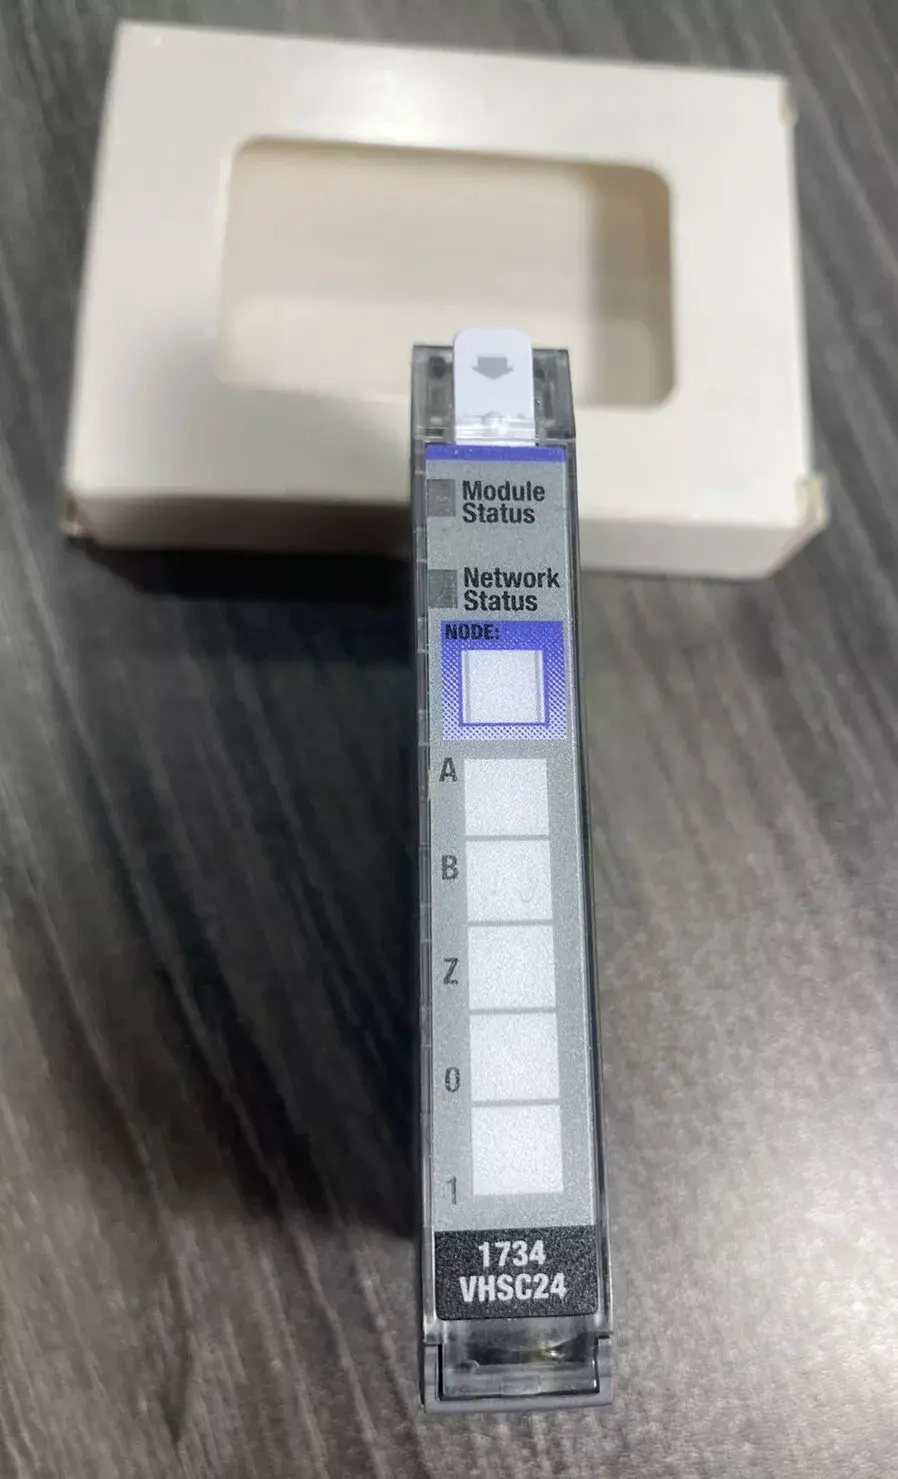 Module
Status
Network
Status
NODE:
A
B
Z
0
1
1734
VHSC24